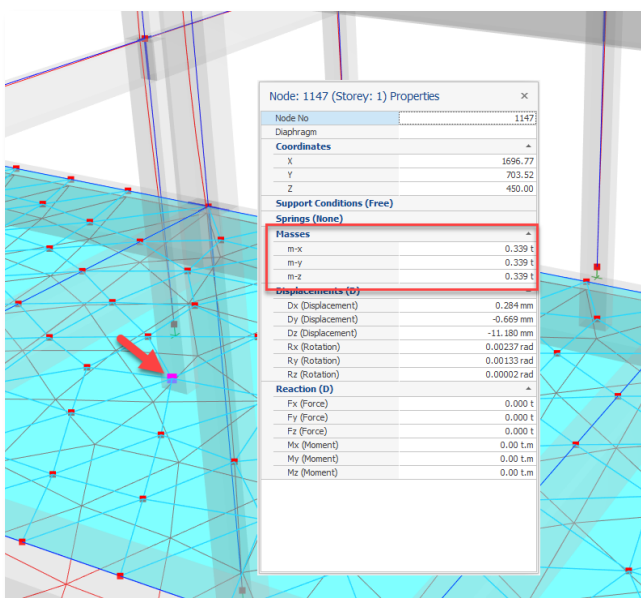 Node: 1147 (Storey: 1) Properties ×
Node No 1147
Diaphragm
Coordinates
X 1696.77
Y 703.52
Z 450.00
Support Conditions (Free)
Springs (None)
Masses
m-x 0.339 t
m-y 0.339 t
m-z 0.339 t
Displacements (D)
Dx (Displacement) 0.284 mm
Dy (Displacement) -0.669 mm
Dz (Displacement) -11.180 mm
Rx (Rotation) 0.00237 rad
Ry (Rotation) 0.00133 rad
Rz (Rotation) 0.00002 rad
Reaction (D)
Fx (Force) 0.000 t
Fy (Force) 0.000 t
Fz (Force) 0.000 t
Mx (Moment) 0.00 t.m
My (Moment) 0.00 t.m
Mz (Moment) 0.00 t.m